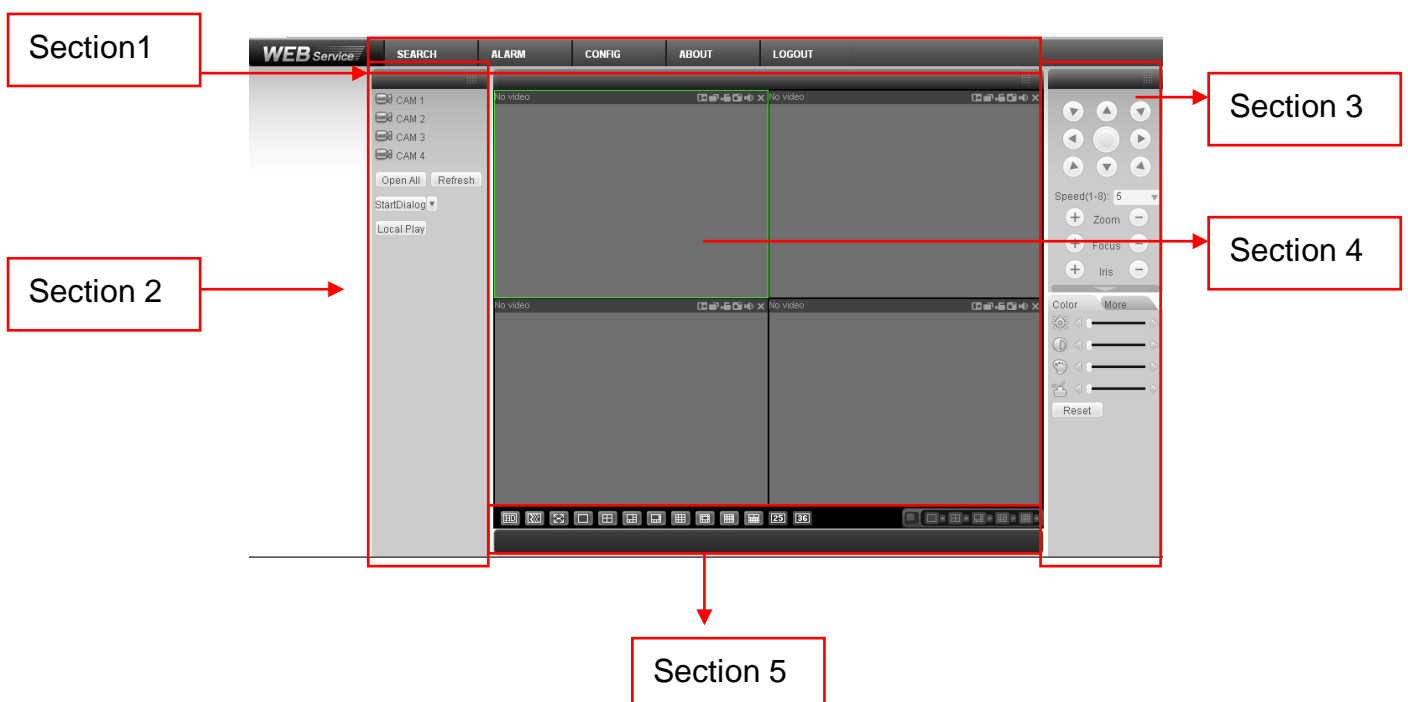 Section1
WEB Service
SEARCH ALARM CONFIG ABOUT LOGOUT
CAM 1
CAM 2
CAM 3
CAM 4
Open All Refresh
StartDialog
Local Play
Section 2
No video No video
No video No video
HD
25 36
Speed(1-8): 5
Zoom
Focus
Iris
Color More
Reset
Section 3
Section 4
Section 5